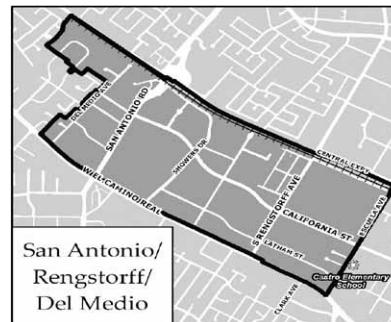 DEL MEDIO AVE
SAN ANTONIO RD
SHOWERS DR
CENTRAL EXPY
W EL CAMINO REAL
S RENGSTORFF AVE
CALIFORNIA ST
ESCUELA AVE
LATHAM ST
CLARK AVE
Castro Elementary
School
San Antonio/
Rengstorff/
Del Medio